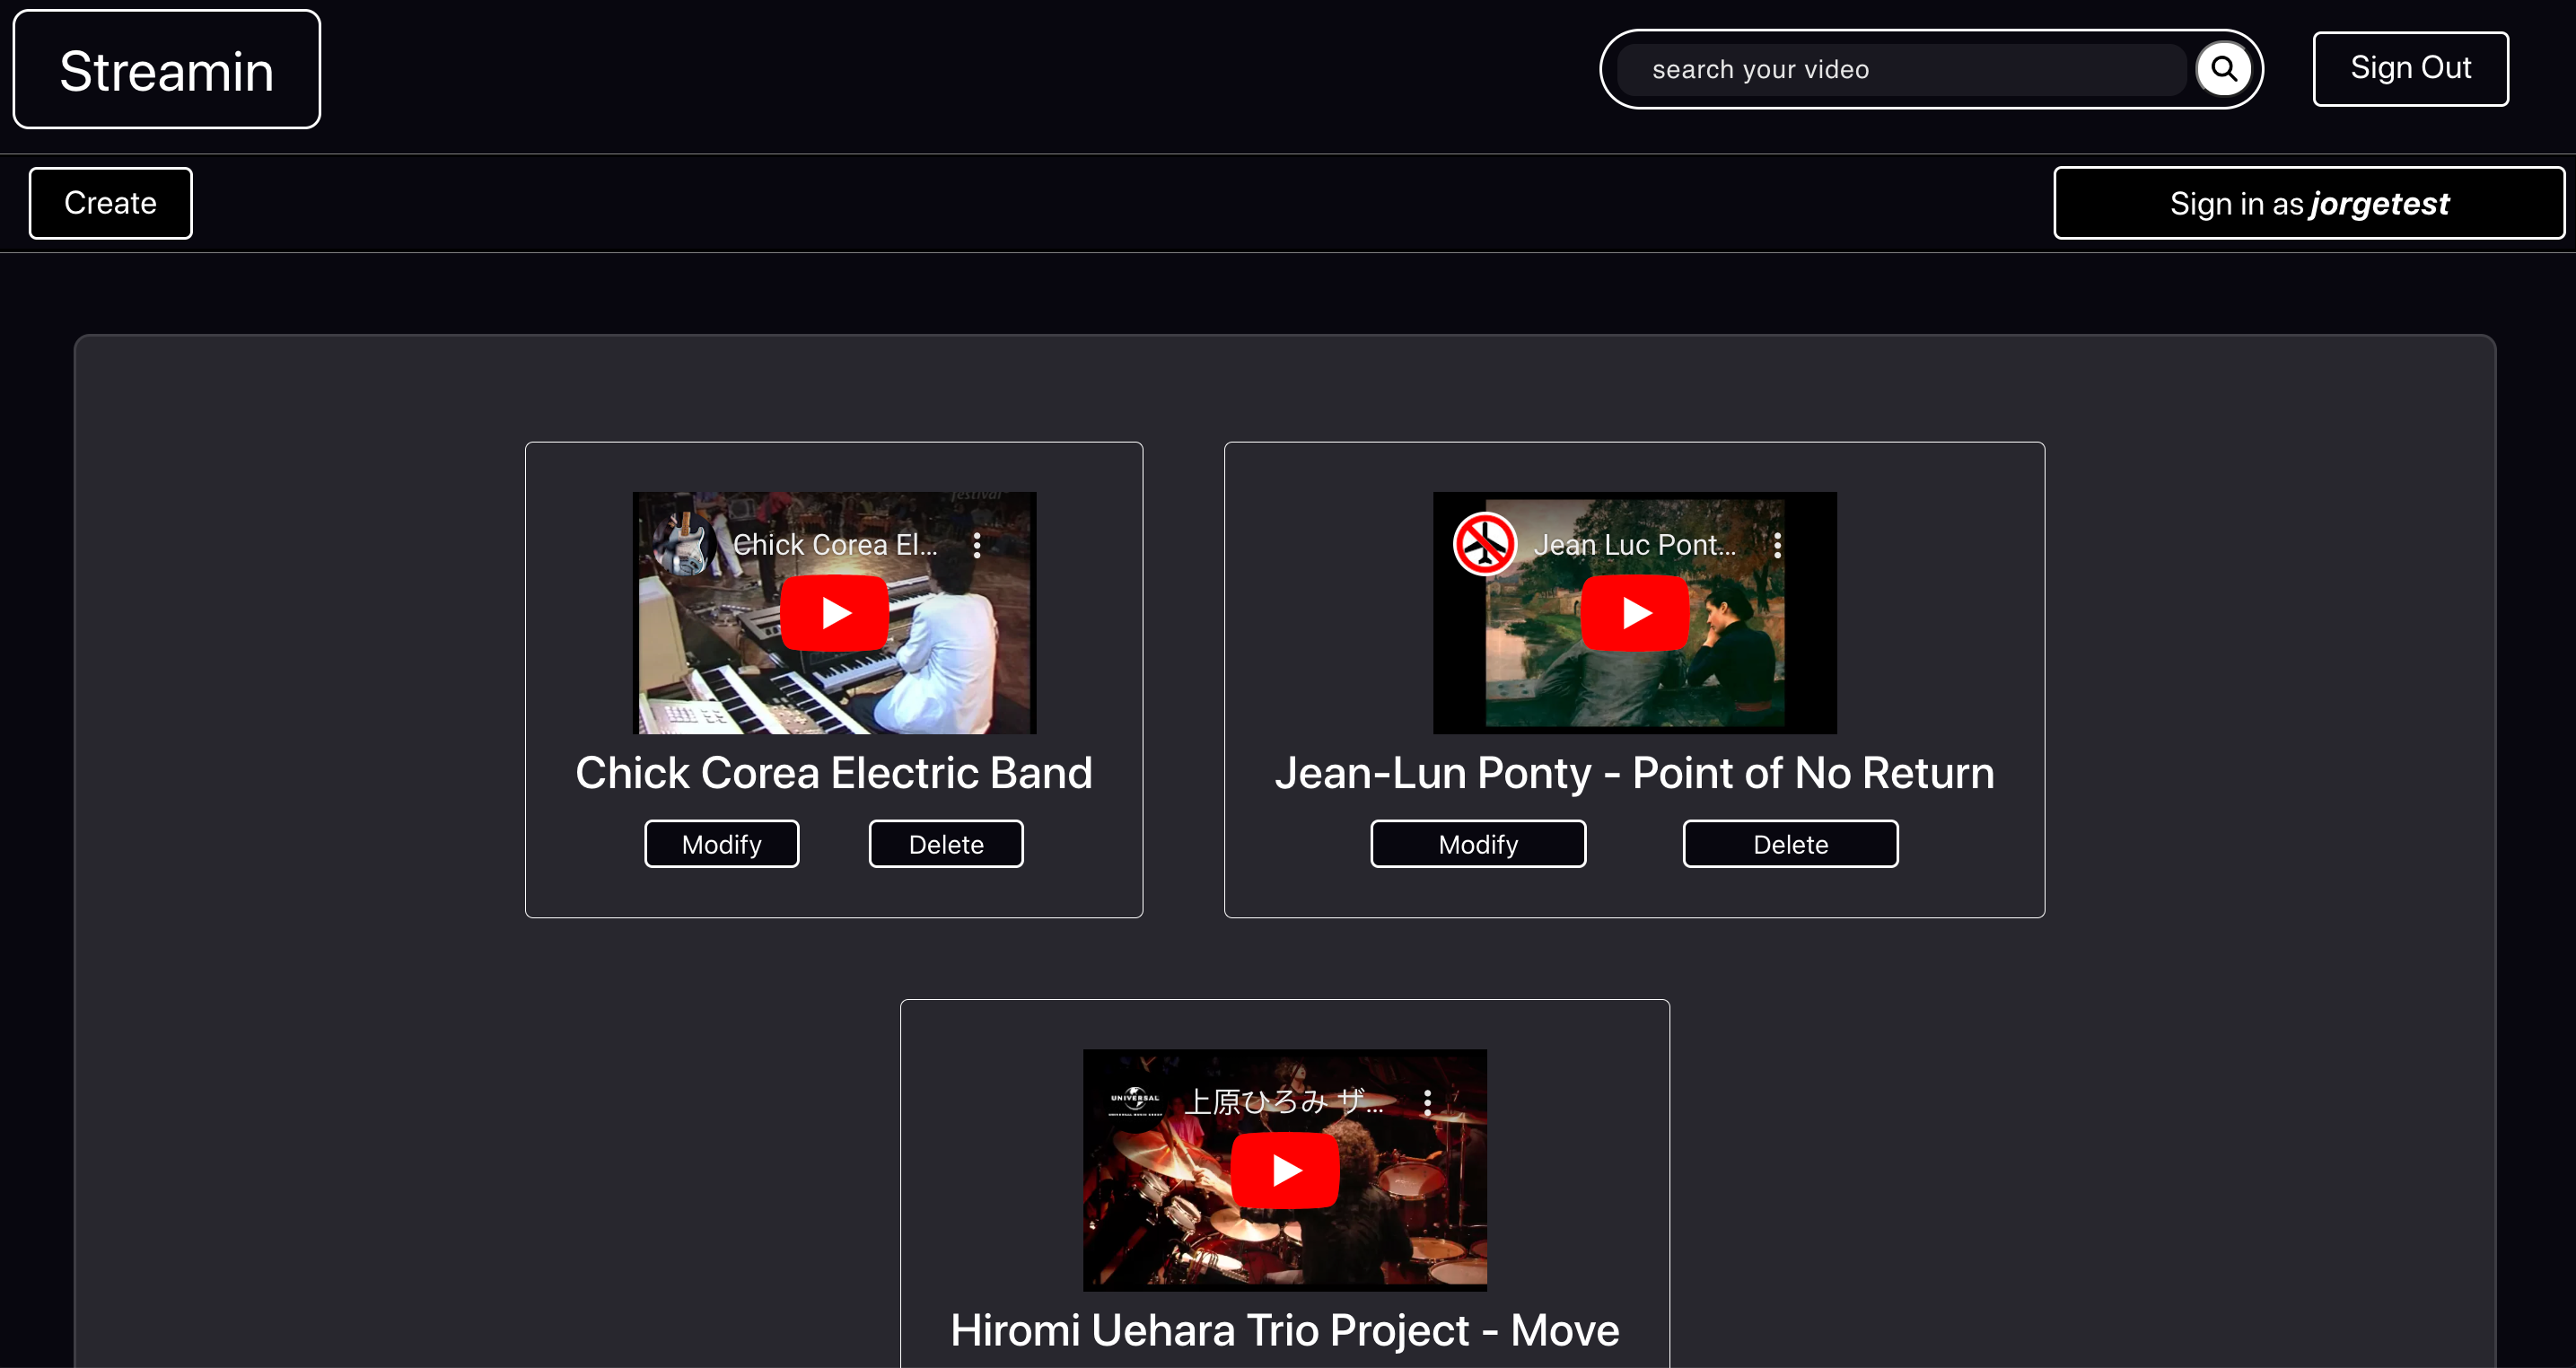 Streamin
search your video
Sign Out
Create
Sign in as jorgetest
festival
Chick Corea El...
Jean Luc Pont...
Chick Corea Electric Band
Jean-Lun Ponty - Point of No Return
Modify
Delete
Modify
Delete
UNIVERSAL
上原ひろみ ザ...
Hiromi Uehara Trio Project - Move